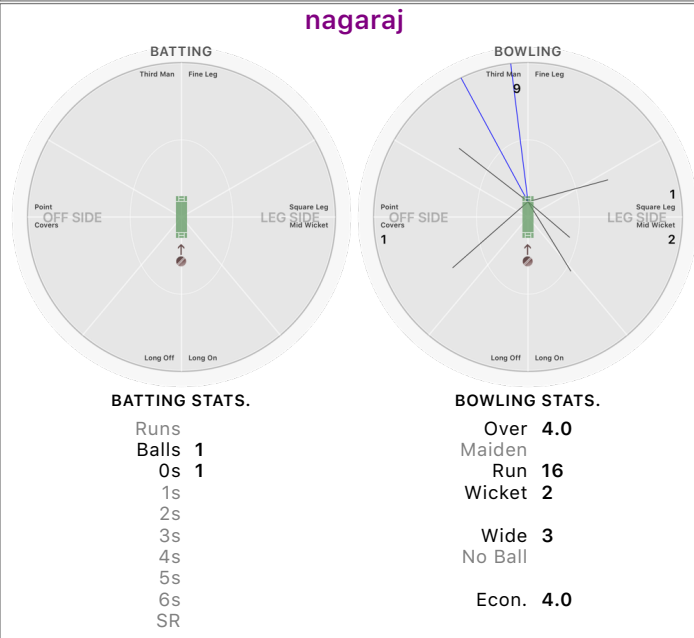 nagaraj
BATTING
BOWLING
Third Man Fine Leg
Third Man Fine Leg
9
1
Point
Square Leg
Point
Square Leg
OFF SIDE
LEG SIDE
OFF SIDE
LEG SIDE
Covers
Mid Wicket
Covers
Mid Wicket
1
2
Long Off Long On
Long Off Long On
BATTING STATS.
Runs
Balls 1
0s 1
1s
2s
3s
4s
5s
6s
SR
BOWLING STATS.
Over 4.0
Maiden
Run 16
Wicket 2
Wide 3
No Ball
Econ. 4.0